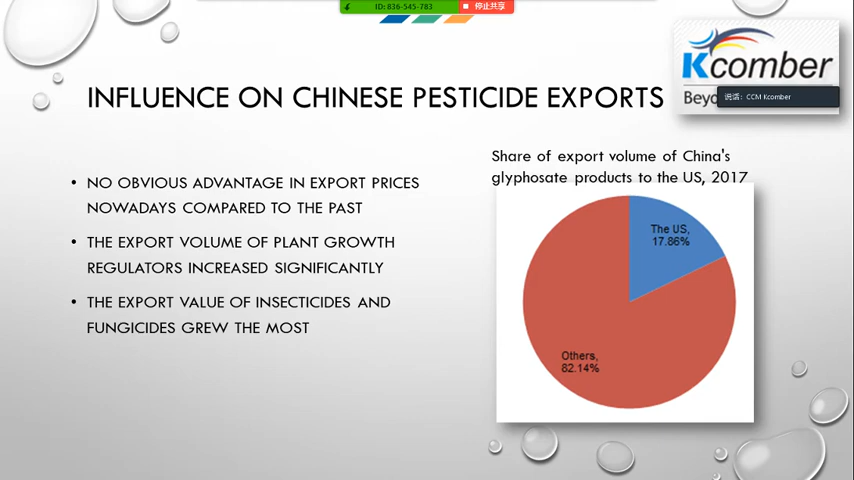 ID: 836-545-783
停止共享
Kcomber
Beyo
说话: CCM Kcomber
INFLUENCE ON CHINESE PESTICIDE EXPORTS
• NO OBVIOUS ADVANTAGE IN EXPORT PRICES
NOWADAYS COMPARED TO THE PAST
• THE EXPORT VOLUME OF PLANT GROWTH
REGULATORS INCREASED SIGNIFICANTLY
• THE EXPORT VALUE OF INSECTICIDES AND
FUNGICIDES GREW THE MOST
Share of export volume of China's
glyphosate products to the US, 2017
The US,
17.86%
Others,
82.14%